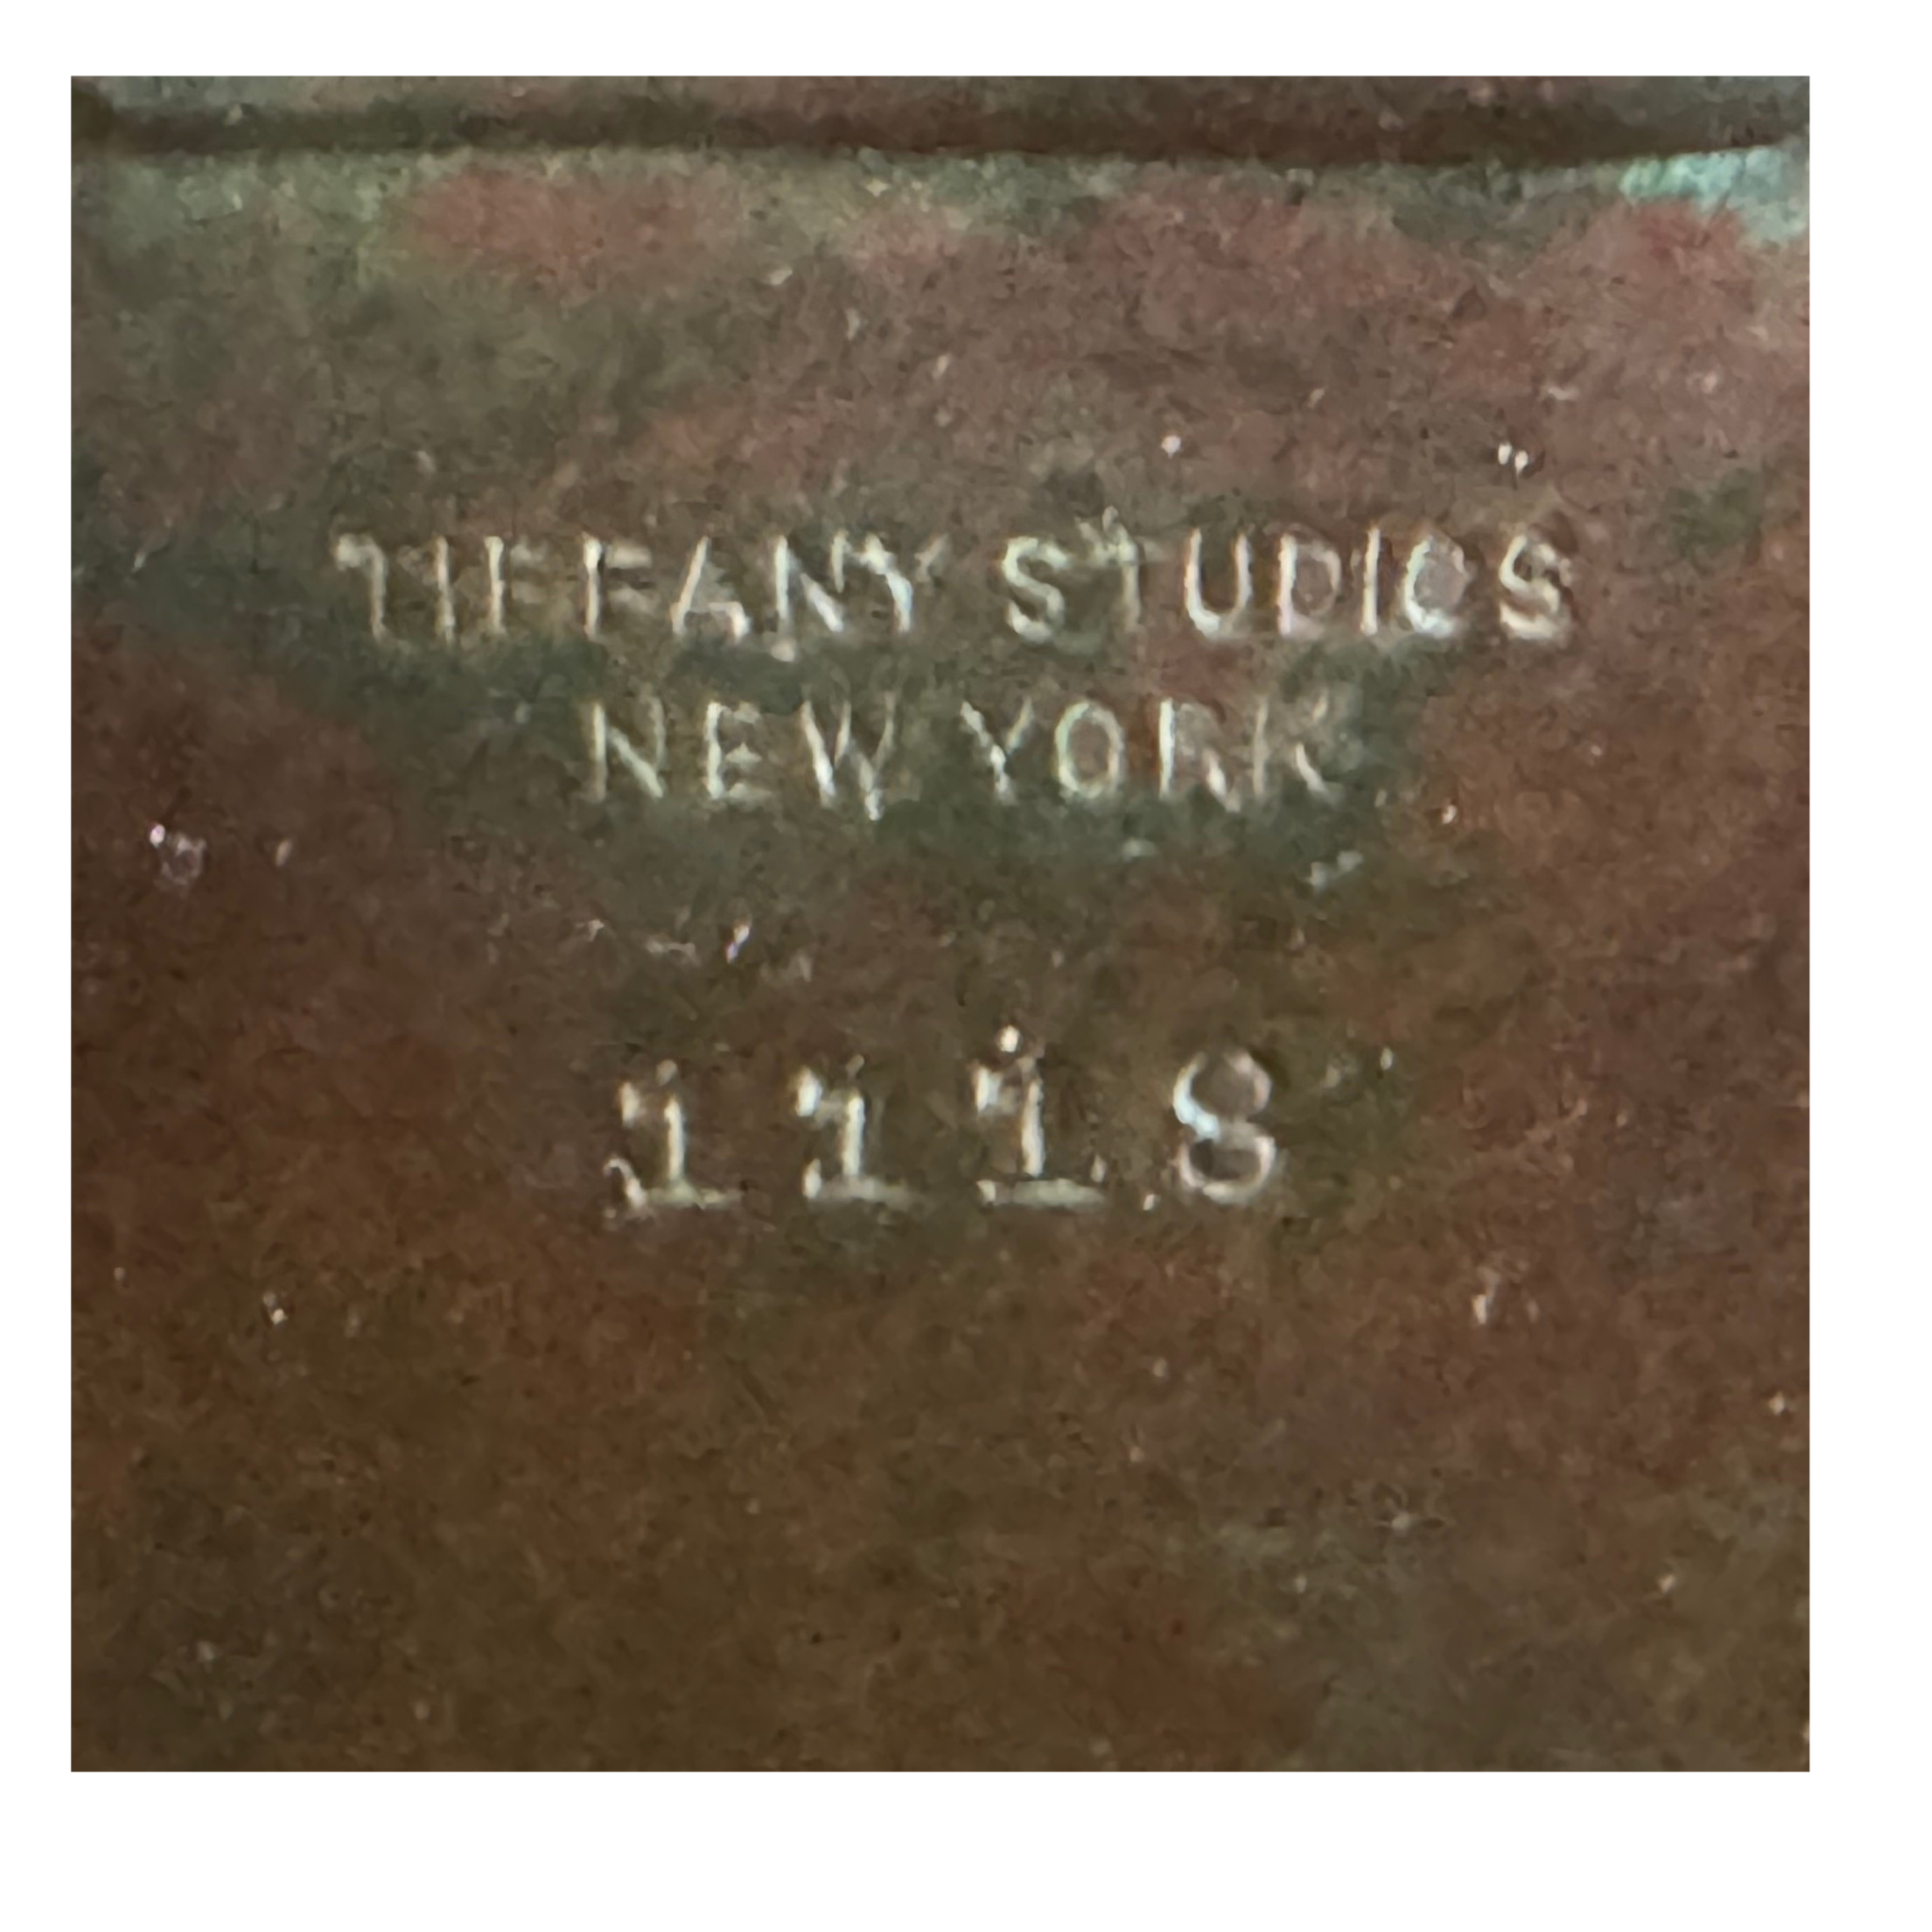 TIFFANY STUDIOS
NEW YORK
1118